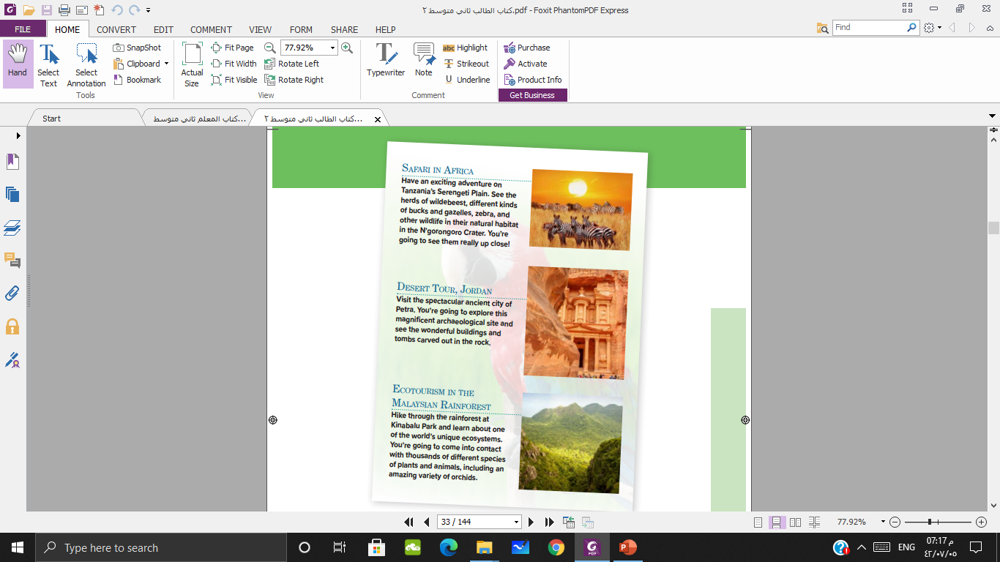 كتاب الطالب ثاني متوسط ٢.pdf - Foxit PhantomPDF Express
FILE HOME CONVERT EDIT COMMENT VIEW FORM SHARE HELP
Find
Hand
Select Text
Select Annotation
SnapShot
Clipboard
Bookmark
Tools
Actual Size
Fit Page
Fit Width
Fit Visible
77.92%
Rotate Left
Rotate Right
View
Typewriter
Note
abc Highlight
T Strikeout
U Underline
Comment
Purchase
Activate
Product Info
Get Business
Start
كتاب المعلم ثاني متوسط...
كتاب الطالب ثاني متوسط ٢...
SAFARI IN AFRICA
Have an exciting adventure on
Tanzania's Serengeti Plain. See the
herds of wildebeest, different kinds
of bucks and gazelles, zebra, and
other wildlife in their natural habitat
in the N'gorongoro Crater. You're
going to see them really up close!
DESERT TOUR, JORDAN
Visit the spectacular ancient city of
Petra. You're going to explore this
magnificent archaeological site and
see the wonderful buildings and
tombs carved out in the rock.
ECOTOURISM IN THE
MALAYSIAN RAINFOREST
Hike through the rainforest at
Kinabalu Park and learn about one
of the world's unique ecosystems.
You're going to come into contact
with thousands of different species
of plants and animals, including an
amazing variety of orchids.
33 / 144
77.92%
Type here to search
ENG
07:17 م
٤٢/٠٧/٠٥